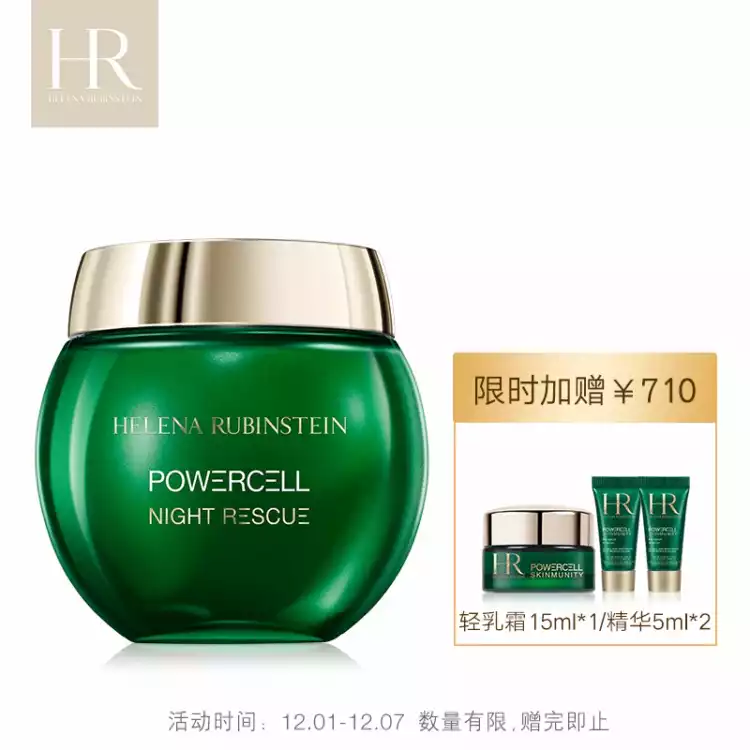 HR
HELENA RUBINSTEIN
HELENA RUBINSTEIN
POWERCELL
NIGHT RESCUE
限时加赠￥710
HR
POWERCELL
SKINMUNITY
HR
POWERCELL
SKINMUNITY
HR
POWERCELL
SKINMUNITY
轻乳霜15ml*1/精华5ml*2
活动时间：12.01-12.07 数量有限,赠完即止